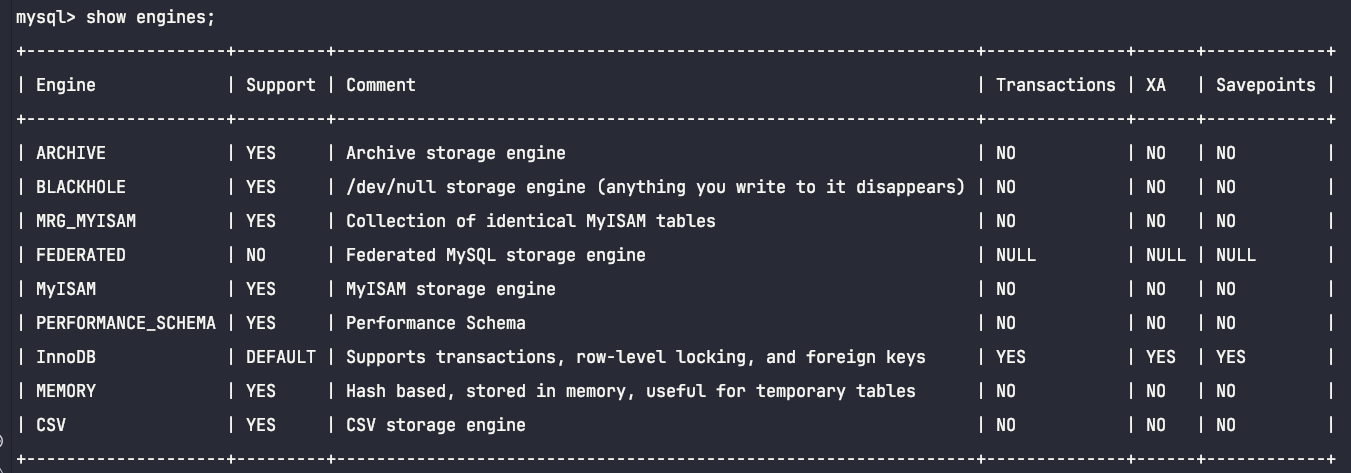 mysql> show engines;
+--------------------+---------+----------------------------------------------------------------+--------------+------+------------+
| Engine             | Support | Comment                                                        | Transactions | XA   | Savepoints |
+--------------------+---------+----------------------------------------------------------------+--------------+------+------------+
| ARCHIVE            | YES     | Archive storage engine                                         | NO           | NO   | NO         |
| BLACKHOLE          | YES     | /dev/null storage engine (anything you write to it disappears) | NO           | NO   | NO         |
| MRG_MYISAM         | YES     | Collection of identical MyISAM tables                          | NO           | NO   | NO         |
| FEDERATED          | NO      | Federated MySQL storage engine                                 | NULL         | NULL | NULL       |
| MyISAM             | YES     | MyISAM storage engine                                          | NO           | NO   | NO         |
| PERFORMANCE_SCHEMA | YES     | Performance Schema                                             | NO           | NO   | NO         |
| InnoDB             | DEFAULT | Supports transactions, row-level locking, and foreign keys     | YES          | YES  | YES        |
| MEMORY             | YES     | Hash based, stored in memory, useful for temporary tables      | NO           | NO   | NO         |
| CSV                | YES     | CSV storage engine                                             | NO           | NO   | NO         |
+--------------------+---------+----------------------------------------------------------------+--------------+------+------------+